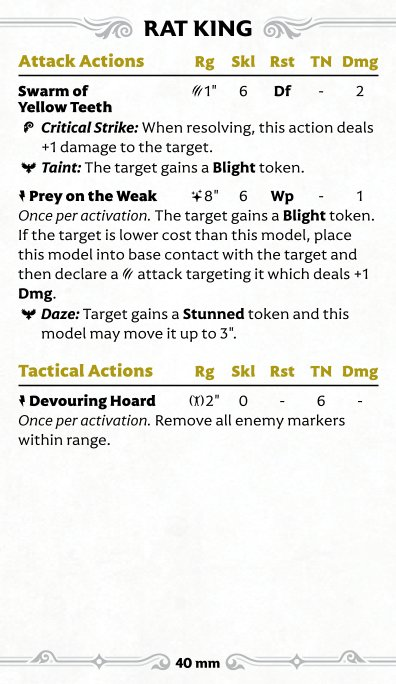 RAT KING
Attack Actions Rg Skl Rst TN Dmg
Swarm of
Yellow Teeth 1" 6 Df - 2
Critical Strike: When resolving, this action deals
+1 damage to the target.
Taint: The target gains a Blight token.
Prey on the Weak 8" 6 Wp - 1
Once per activation. The target gains a Blight token.
If the target is lower cost than this model, place
this model into base contact with the target and
then declare a attack targeting it which deals +1
Dmg.
Daze: Target gains a Stunned token and this
model may move it up to 3".
Tactical Actions Rg Skl Rst TN Dmg
Devouring Hoard 2" 0 - 6 -
Once per activation. Remove all enemy markers
within range.
40 mm